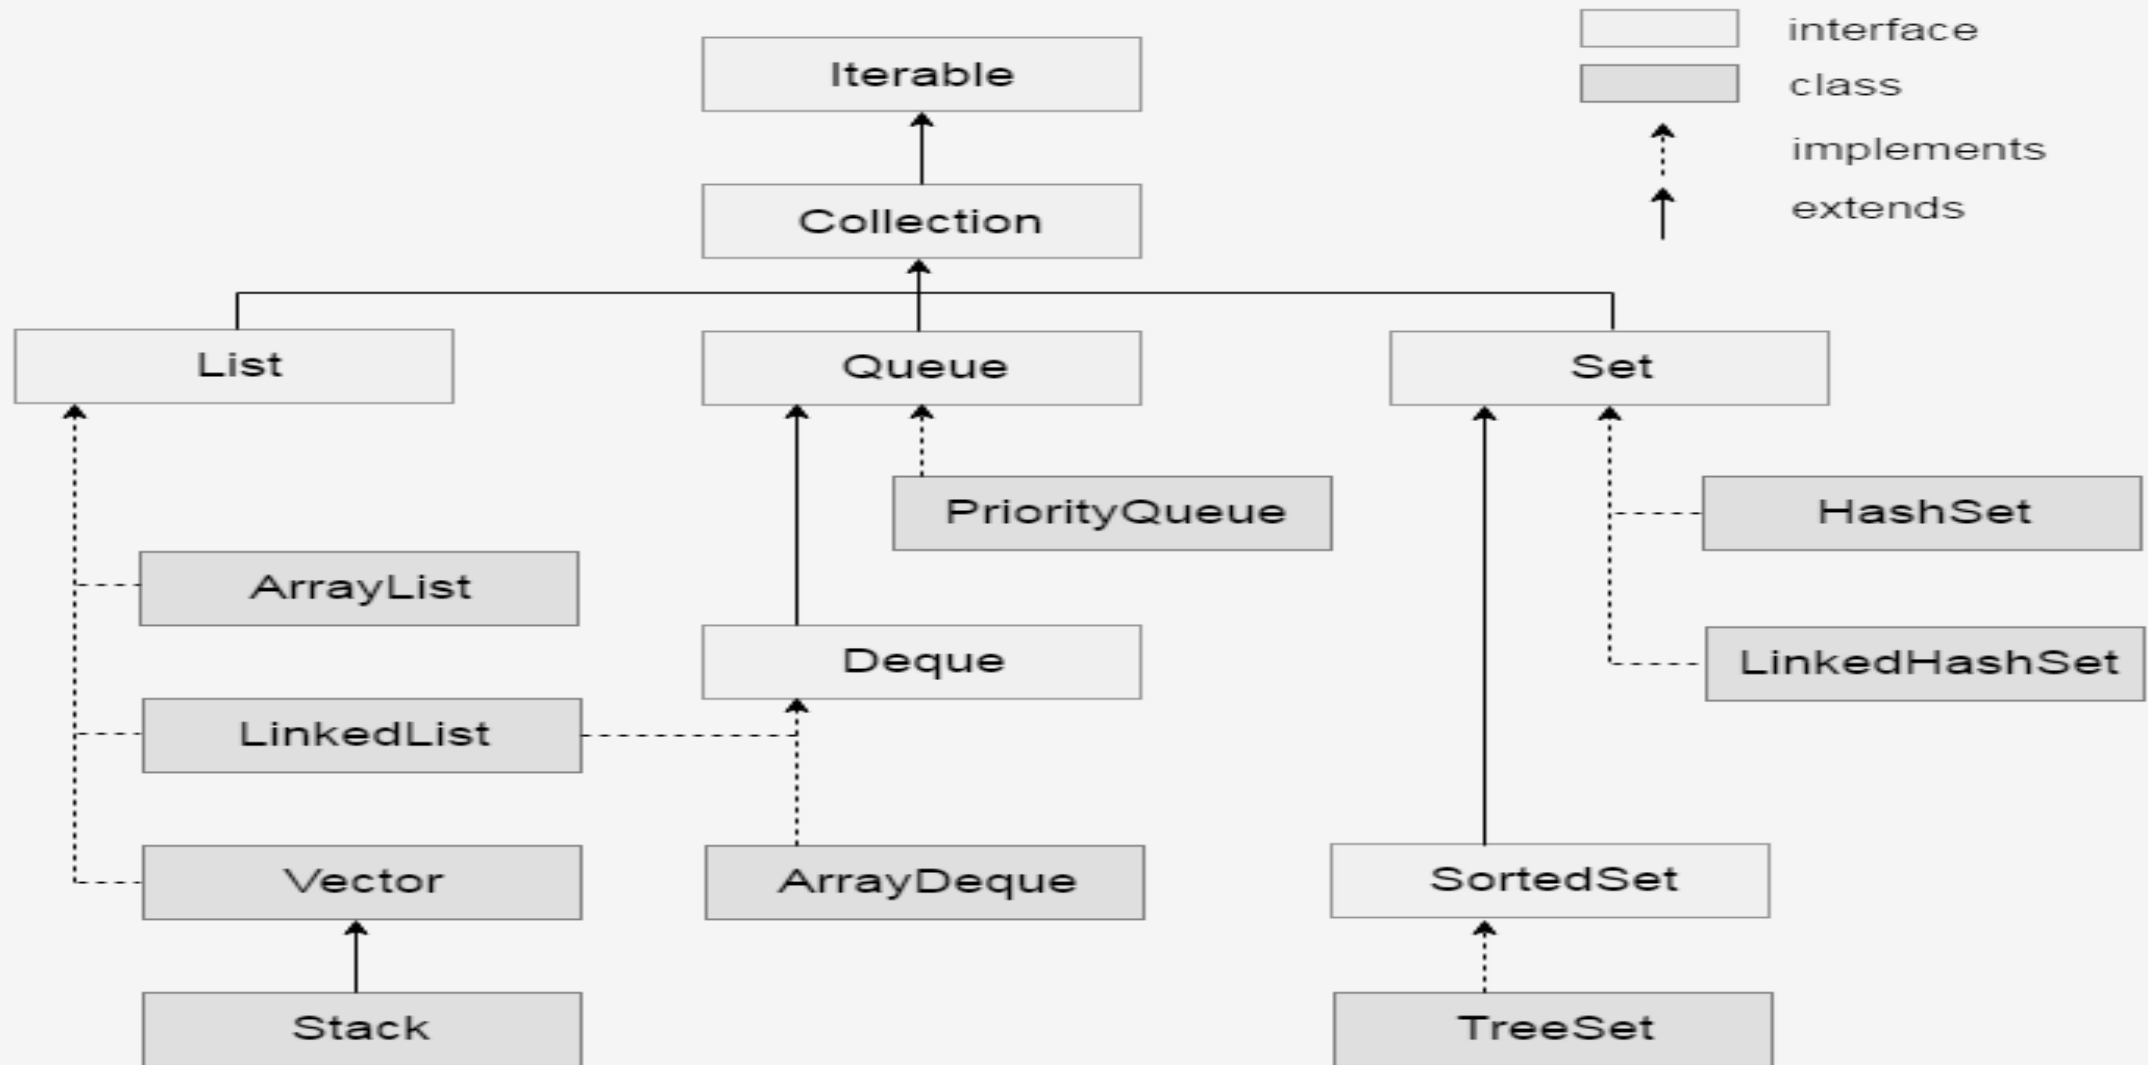 interface
Iterable
class
implements
extends
Collection
List
Queue
Set
PriorityQueue
HashSet
ArrayList
Deque
LinkedHashSet
LinkedList
Vector
ArrayDeque
SortedSet
Stack
TreeSet